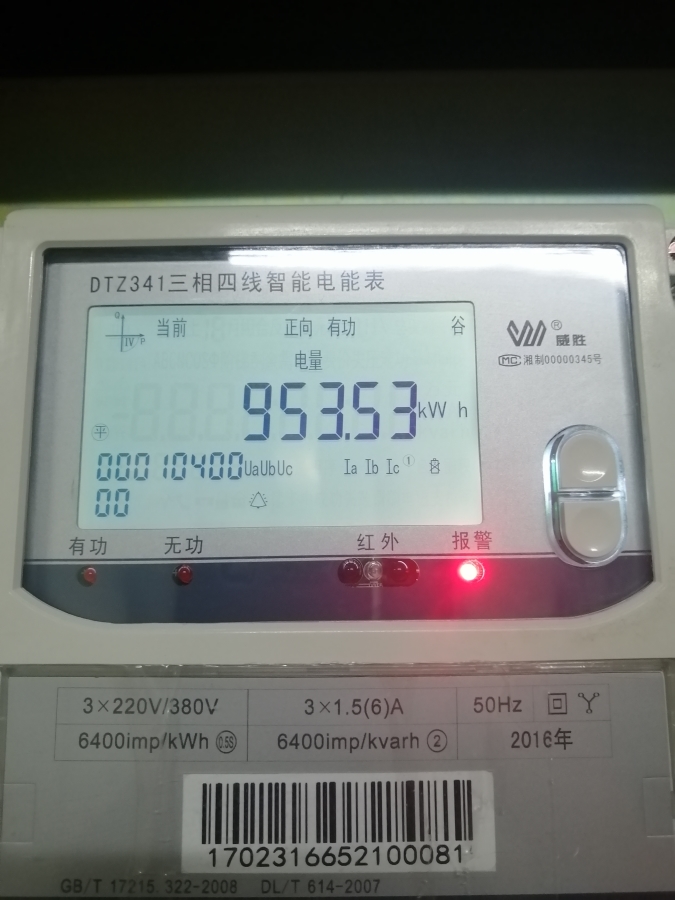 DTZ341三相四线智能电能表
当前 正向 有功 谷
电量
953.53 kWh
平
00010400 UaUbUc Ia Ib Ic ①
00
威胜
MC 湘制00000345号
有功 无功 红外 报警
3×220V/380V 3×1.5(6)A 50Hz
6400imp/kWh 0.5S 6400imp/kvarh ② 2016年
1702316652100081
GB/T 17215.322-2008 DL/T 614-2007